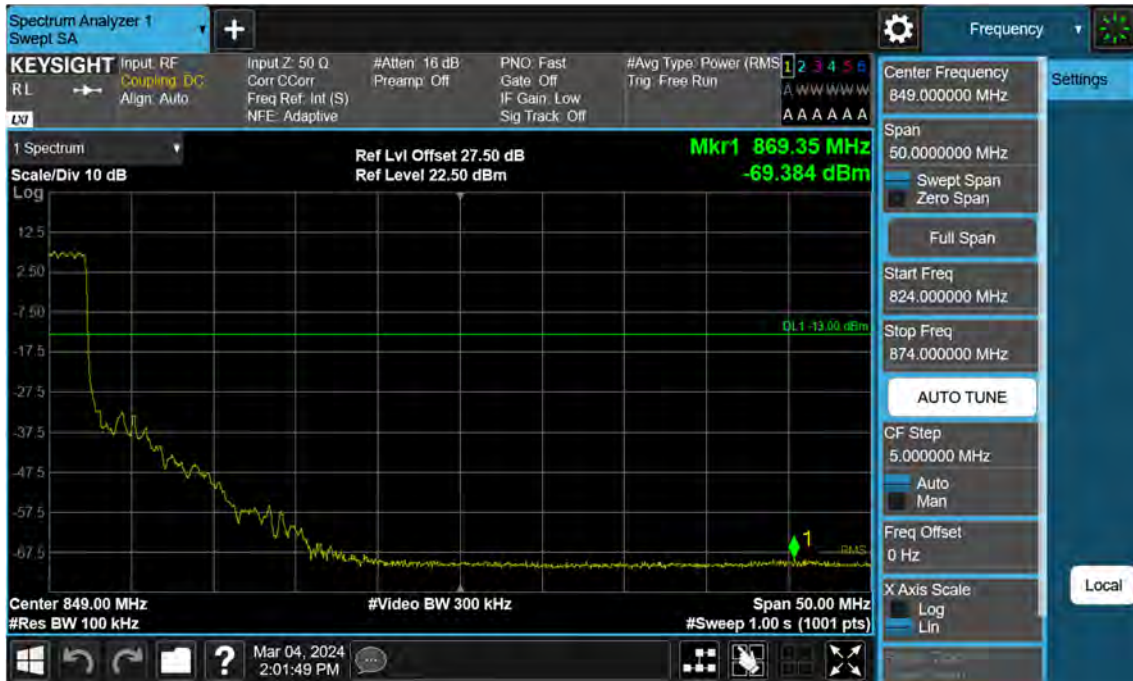 Spectrum Analyzer 1
Swept SA
+
Frequency
KEYSIGHT
RL
LXI
Input: RF
Coupling: DC
Align: Auto
Input Z: 50 Ω
Corr CCorr
Freq Ref: Int (S)
NFE: Adaptive
#Atten: 16 dB
Preamp: Off
PNO: Fast
Gate: Off
IF Gain: Low
Sig Track: Off
#Avg Type: Power (RMS
Trig: Free Run
1 2 3 4 5 6
A W W W W W
A A A A A A
1 Spectrum
Scale/Div 10 dB
Ref Lvl Offset 27.50 dB
Ref Level 22.50 dBm
Mkr1 869.35 MHz
-69.384 dBm
Log
12.5
2.50
-7.50
-17.5
-27.5
-37.5
-47.5
-57.5
-67.5
DL1 -13.00 dBm
1
RMS
Center 849.00 MHz
#Res BW 100 kHz
#Video BW 300 kHz
Span 50.00 MHz
#Sweep 1.00 s (1001 pts)
Center Frequency
849.000000 MHz
Span
50.0000000 MHz
Swept Span
Zero Span
Full Span
Start Freq
824.000000 MHz
Stop Freq
874.000000 MHz
AUTO TUNE
CF Step
5.000000 MHz
Auto
Man
Freq Offset
0 Hz
X Axis Scale
Log
Lin
Settings
Local
?
Mar 04, 2024
2:01:49 PM